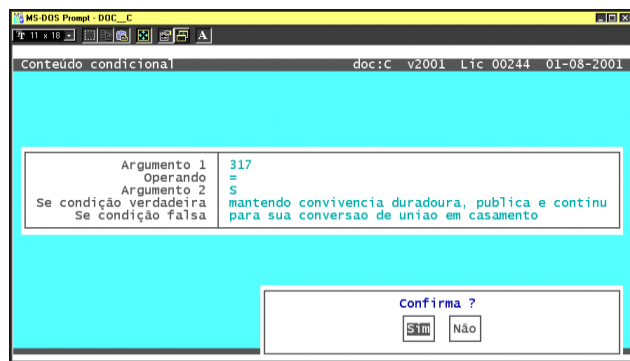 MS-DOS Prompt - DOC__C
Tr 11 x 18 A
Conteúdo condicional doc:C v2001 Lic 00244 01-08-2001
Argumento 1 317
Operando =
Argumento 2 S
Se condição verdadeira mantendo convivencia duradoura, publica e continu
Se condição falsa para sua conversao de uniao em casamento
Confirma ?
Sim Não